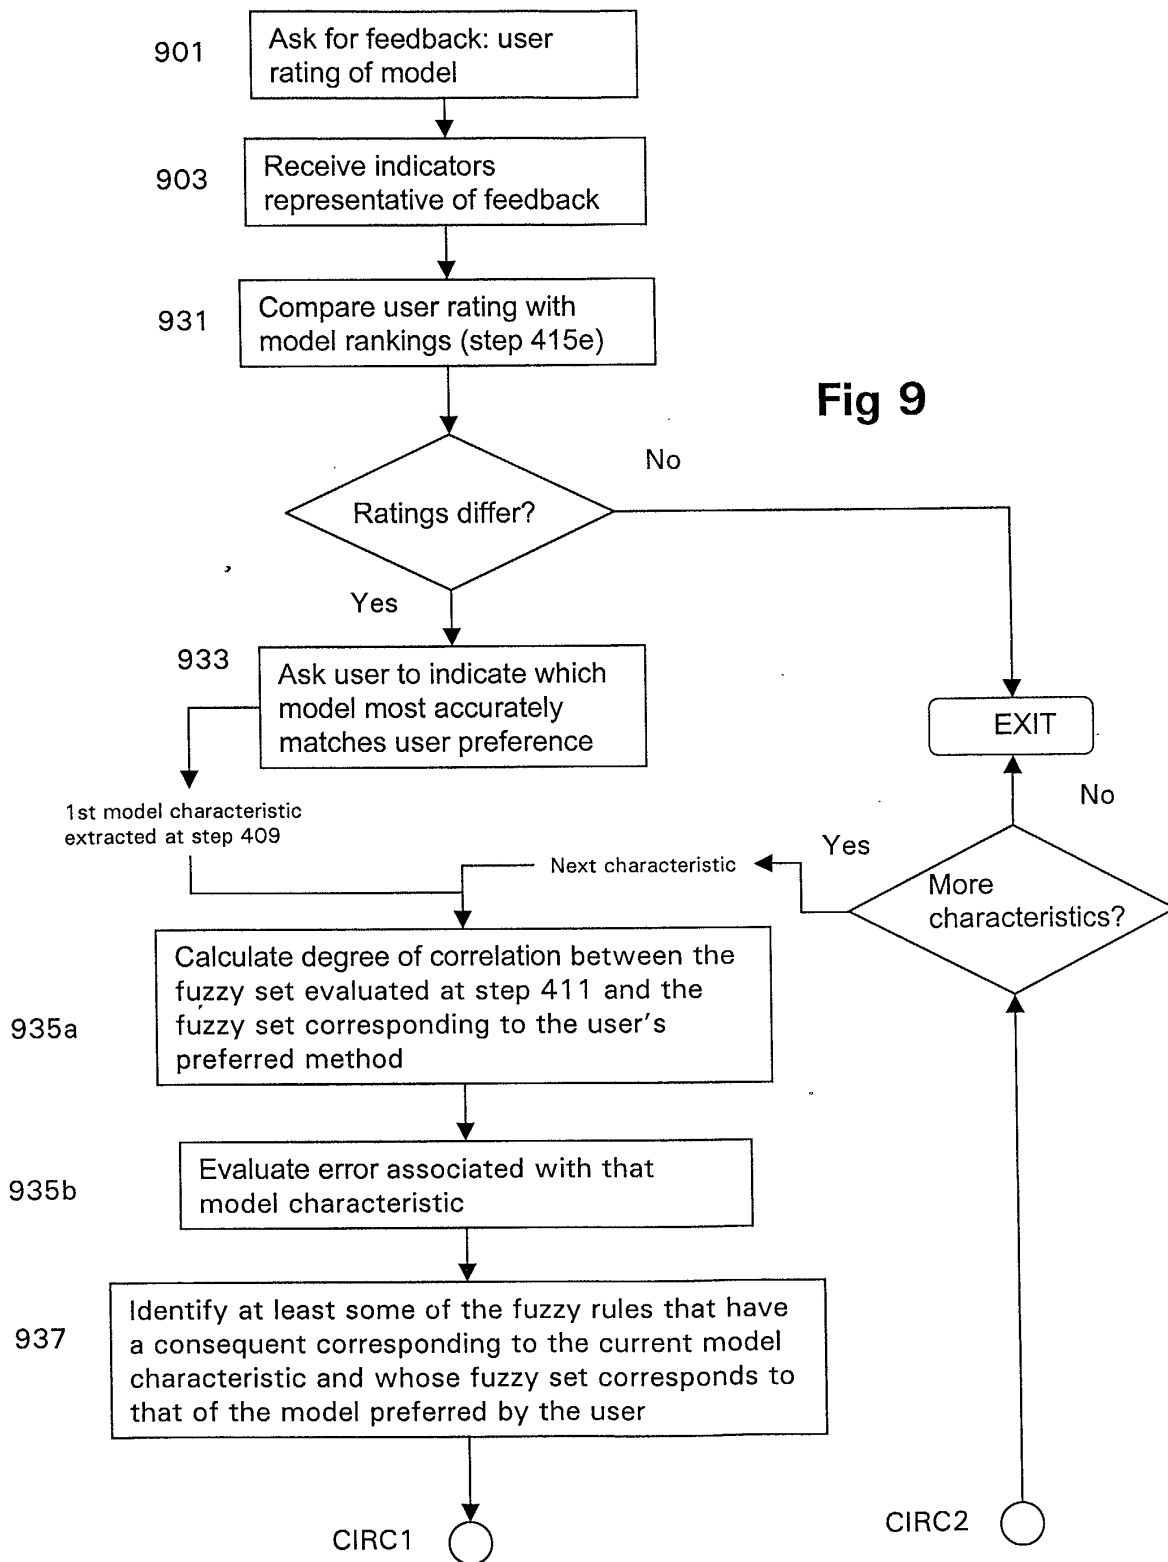 901
Ask for feedback: user
rating of model
903
Receive indicators
representative of feedback
931
Compare user rating with
model rankings (step 415e)
Fig 9
No
Ratings differ?
Yes
933
Ask user to indicate which
model most accurately
matches user preference
EXIT
No
1st model characteristic
extracted at step 409
Yes
Next characteristic
More
characteristics?
935a
Calculate degree of correlation between the
fuzzy set evaluated at step 411 and the
fuzzy set corresponding to the user's
preferred method
935b
Evaluate error associated with that
model characteristic
937
Identify at least some of the fuzzy rules that have
a consequent corresponding to the current model
characteristic and whose fuzzy set corresponds to
that of the model preferred by the user
CIRC1
CIRC2